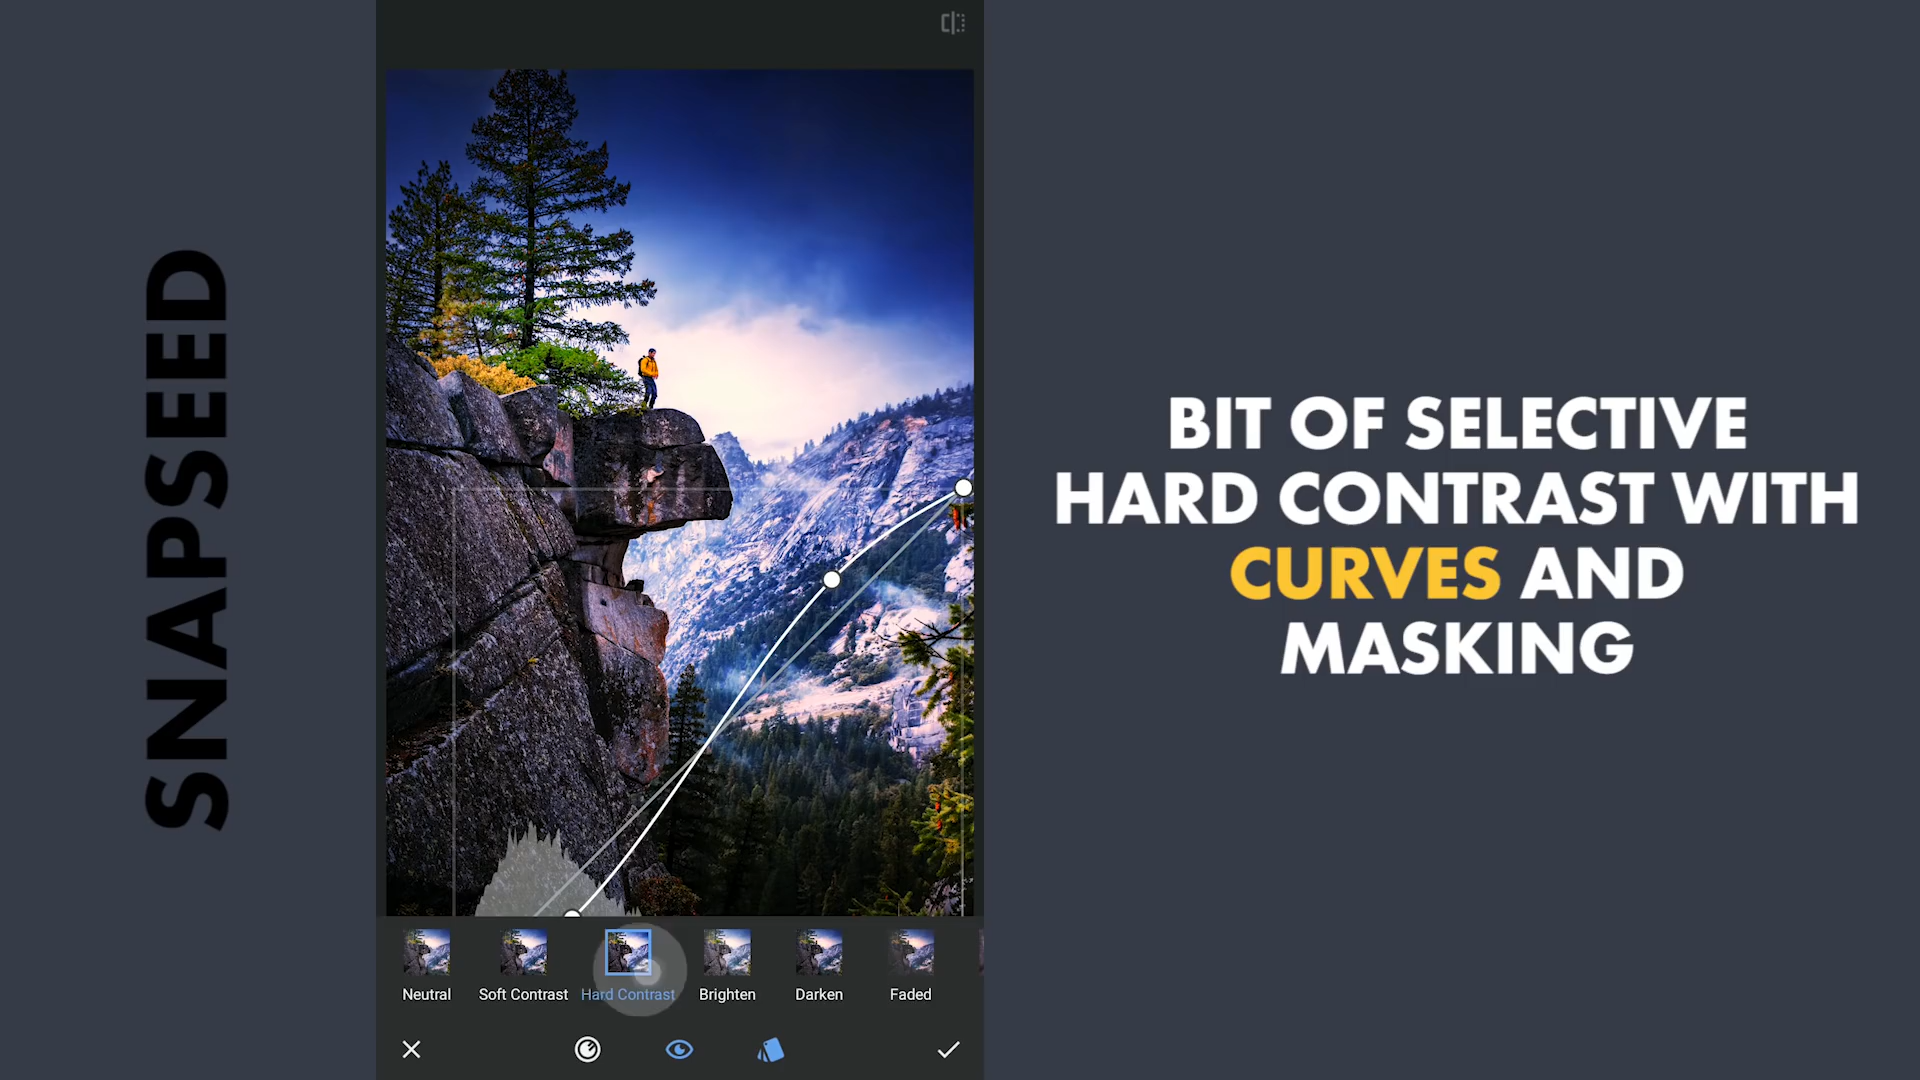 SNAPSEED
BIT OF SELECTIVE
HARD CONTRAST WITH
CURVES AND
MASKING
Neutral
Soft Contrast
Hard Contrast
Brighten
Darken
Faded